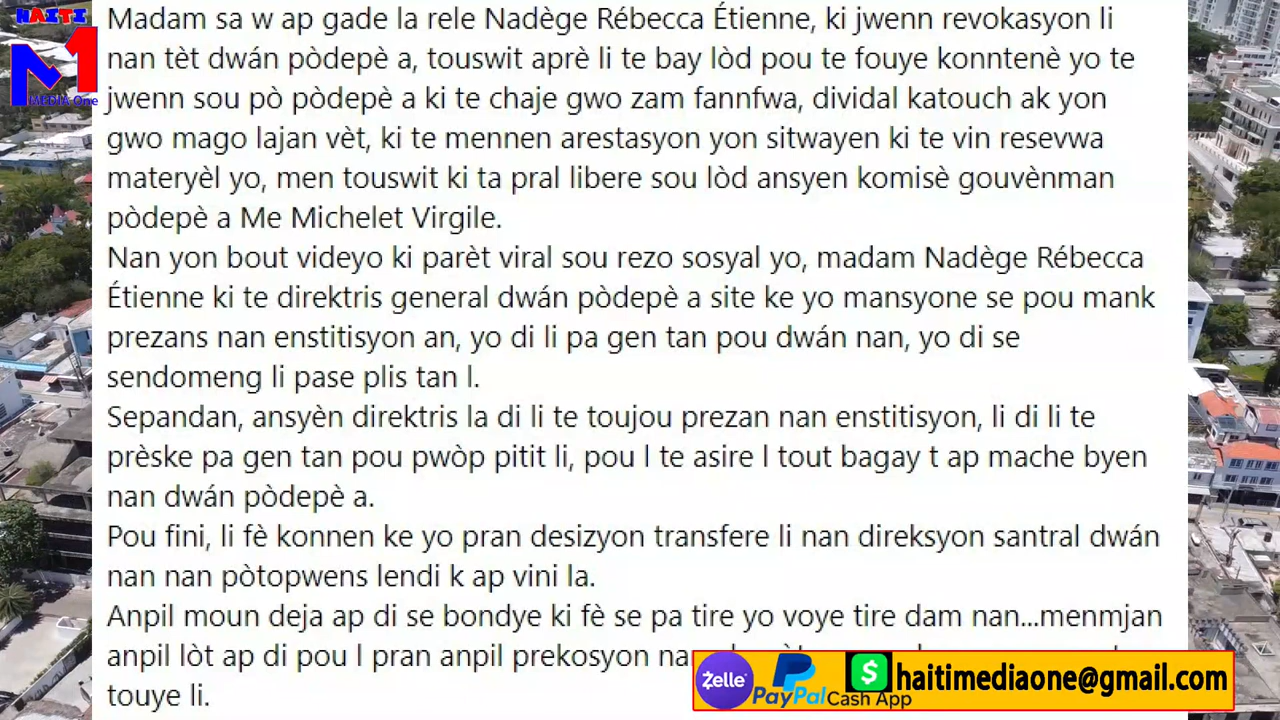 HAITI
M1
MEDIA One
Madam sa w ap gade la rele Nadège Rébecca Étienne, ki jwenn revokasyon li
nan tèt dwán pòdepè a, touswit aprè li te bay lòd pou te fouye konntenè yo te
jwenn sou pò pòdepè a ki te chaje gwo zam fannfwa, dividal katouch ak yon
gwo mago lajan vèt, ki te mennen arestasyon yon sitwayen ki te vin resevwa
materyèl yo, men touswit ki ta pral libere sou lòd ansyen komisè gouvènman
pòdepè a Me Michelet Virgile.
Nan yon bout videyo ki parèt viral sou rezo sosyal yo, madam Nadège Rébecca
Étienne ki te direktris general dwán pòdepè a site ke yo mansyone se pou mank
prezans nan enstitisyon an, yo di li pa gen tan pou dwán nan, yo di se
sendomeng li pase plis tan l.
Sepandan, ansyèn direktris la di li te toujou prezan nan enstitisyon, li di li te
prèske pa gen tan pou pwòp pitit li, pou l te asire l tout bagay t ap mache byen
nan dwán pòdepè a.
Pou fini, li fè konnen ke yo pran desizyon transfere li nan direksyon santral dwán
nan nan pòtopwens lendi k ap vini la.
Anpil moun deja ap di se bondye ki fè se pa tire yo voye tire dam nan...menmjan
anpil lòt ap di pou l pran anpil prekosyon
touye li.
Zelle PayPal $ Cash App haitimediaone@gmail.com